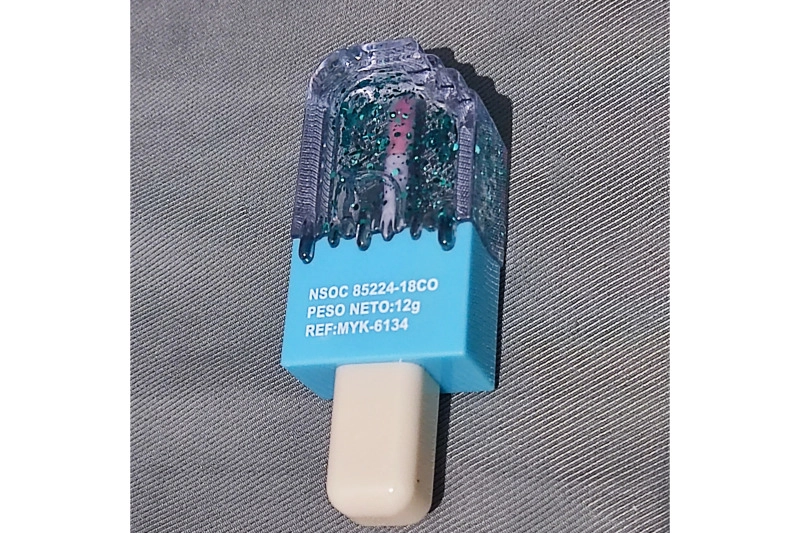 NSOC 85224-18CO
PESO NETO:12g
REF:MYK-6134